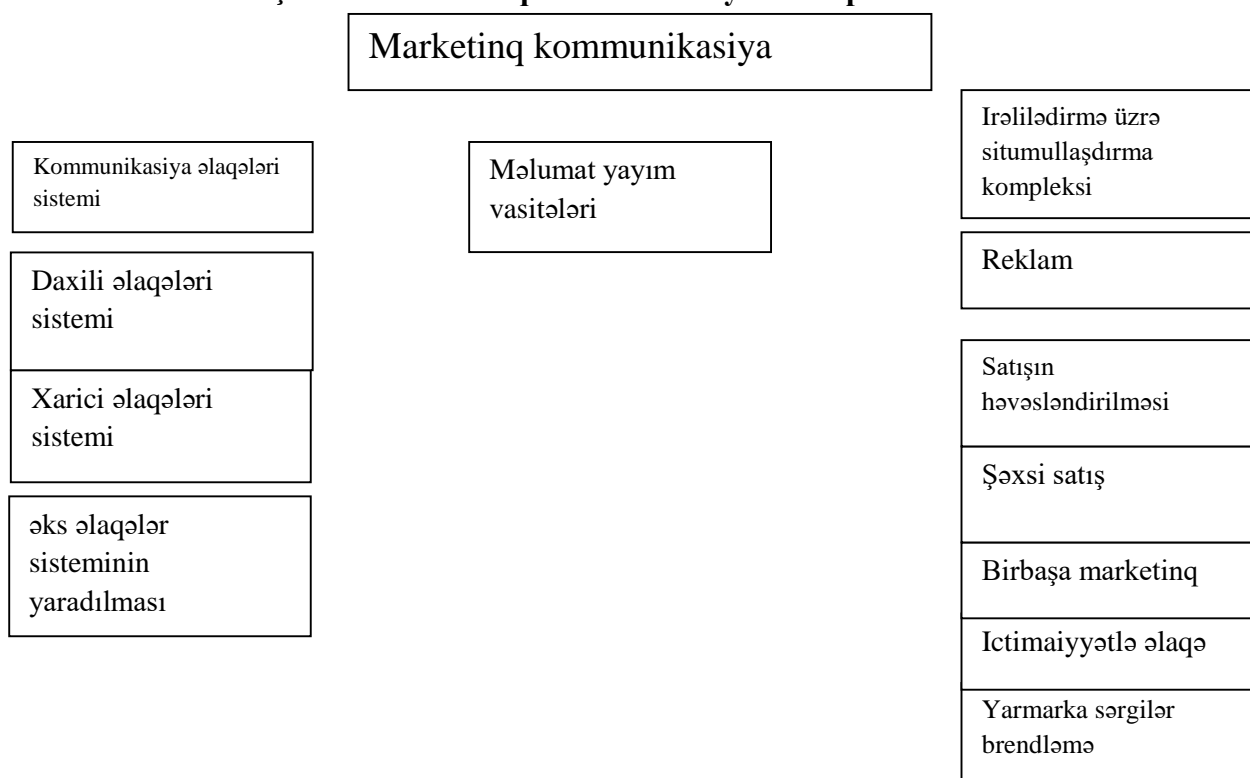 Marketinq kommunikasiya
Kommunikasiya əlaqələri
sistemi
Daxili əlaqələri
sistemi
Xarici əlaqələri
sistemi
əks əlaqələr
sisteminin
yaradılması
Məlumat yayım
vasitələri
Irəlilədirmə üzrə
situmullaşdırma
kompleksi
Reklam
Satışın
həvəsləndirilməsi
Şəxsi satış
Birbaşa marketinq
Ictimaiyyətlə əlaqə
Yarmarka sərgilər
brendləmə